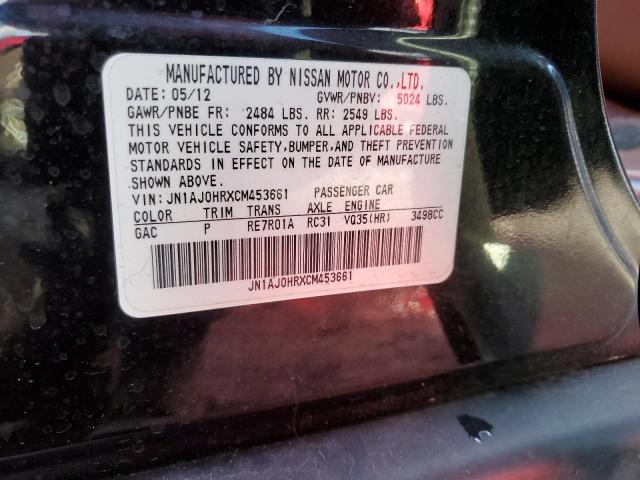 MANUFACTURED BY NISSAN MOTOR CO.,LTD.
DATE: 05/12 GVWR/PNBV: 5024 LBS.
GAWR/PNBE FR: 2484 LBS. RR: 2549 LBS.
THIS VEHICLE CONFORMS TO ALL APPLICABLE FEDERAL
MOTOR VEHICLE SAFETY,BUMPER,AND THEFT PREVENTION
STANDARDS IN EFFECT ON THE DATE OF MANUFACTURE
SHOWN ABOVE.
VIN: JN1AJ0HRXCM453661 PASSENGER CAR
COLOR TRIM TRANS AXLE ENGINE
GAC P RE7R01A RC31 VQ35(HR) 3498CC
JN1AJ0HRXCM453661